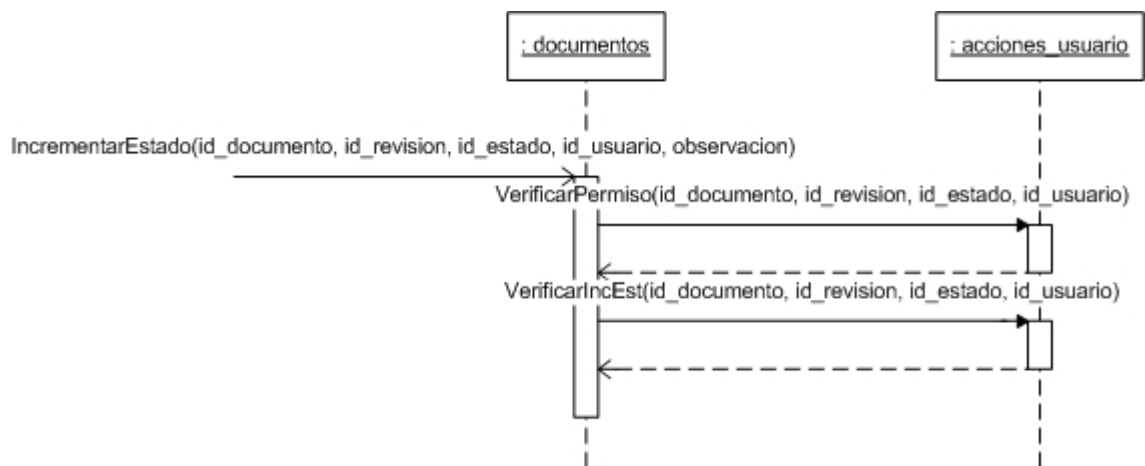 : documentos
: acciones_usuario
IncrementarEstado(id_documento, id_revision, id_estado, id_usuario, observacion)
VerificarPermiso(id_documento, id_revision, id_estado, id_usuario)
VerificarIncEst(id_documento, id_revision, id_estado, id_usuario)